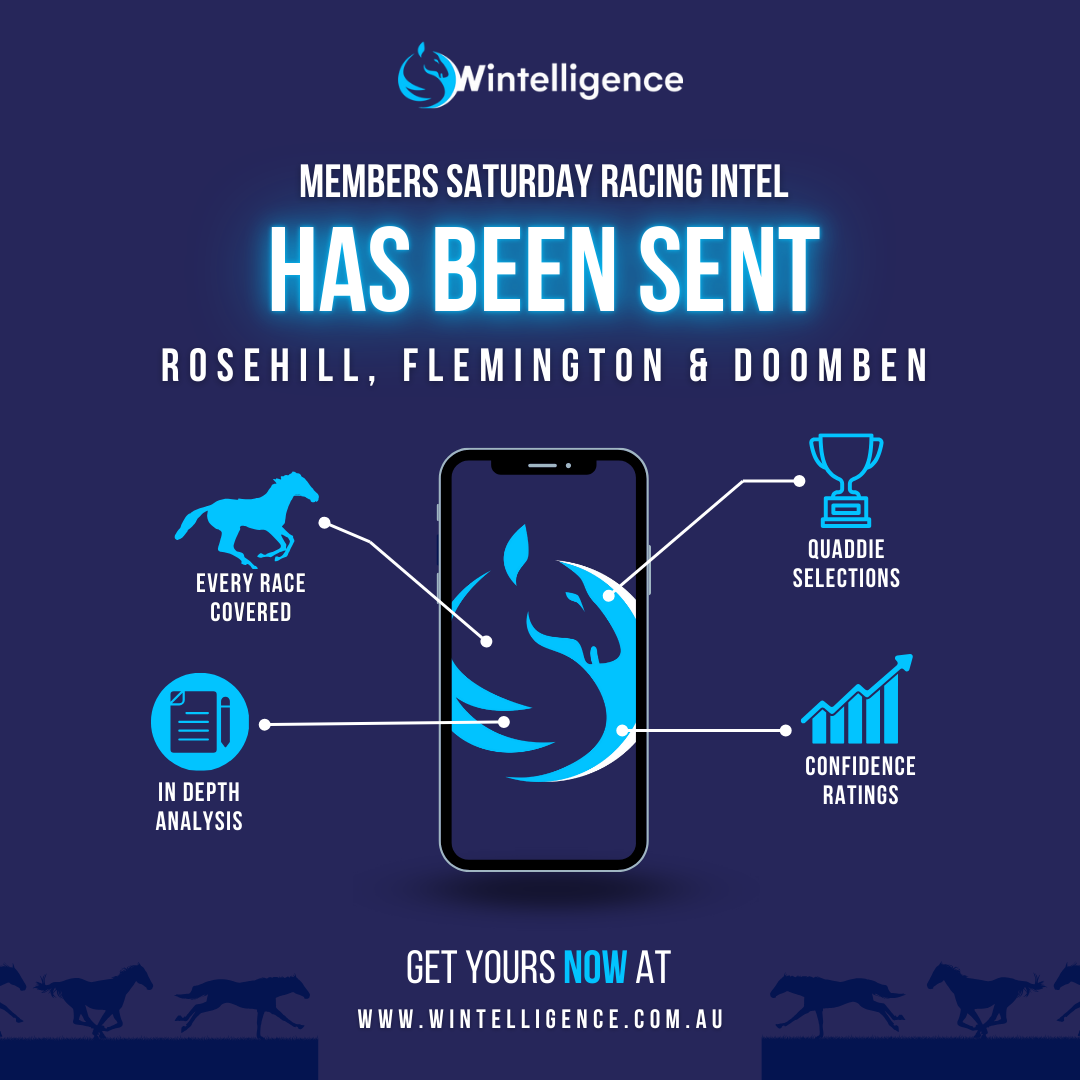 Wintelligence
MEMBERS SATURDAY RACING INTEL
HAS BEEN SENT
ROSEHILL, FLEMINGTON & DOOMBEN
EVERY RACE
COVERED
QUADDIE
SELECTIONS
IN DEPTH
ANALYSIS
CONFIDENCE
RATINGS
GET YOURS NOW AT
WWW.WINTELLIGENCE.COM.AU